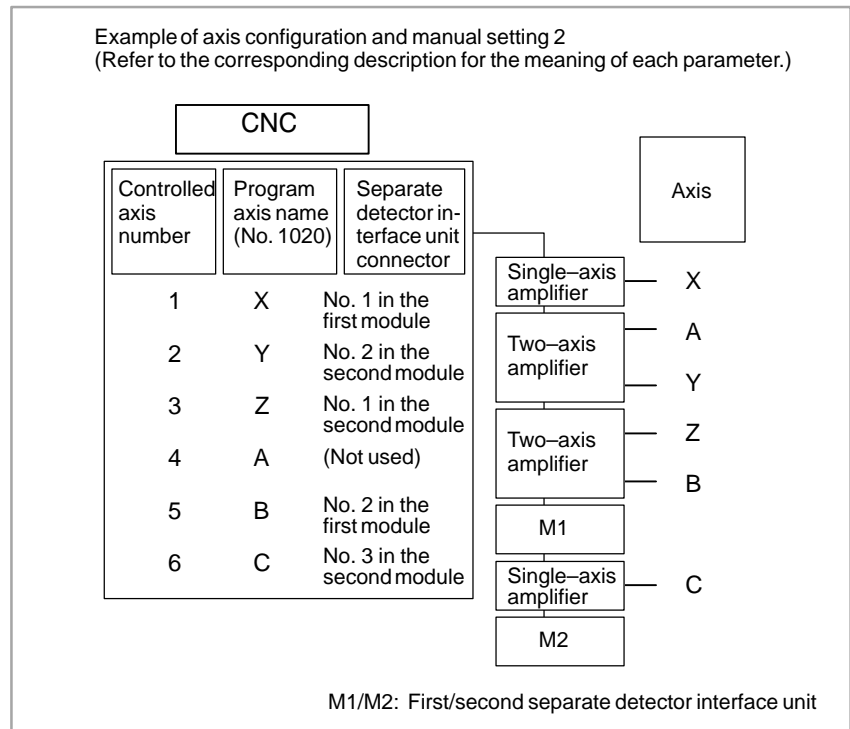 Example of axis configuration and manual setting 2
(Refer to the corresponding description for the meaning of each parameter.)
CNC
Controlled
axis
number
Program
axis name
(No. 1020)
Separate
detector in-
terface unit
connector
1 X No. 1 in the
first module
2 Y No. 2 in the
second module
3 Z No. 1 in the
second module
4 A (Not used)
5 B No. 2 in the
first module
6 C No. 3 in the
second module
Axis
Single–axis
amplifier
X
Two–axis
amplifier
A
Y
Two–axis
amplifier
Z
B
M1
Single–axis
amplifier
C
M2
M1/M2: First/second separate detector interface unit